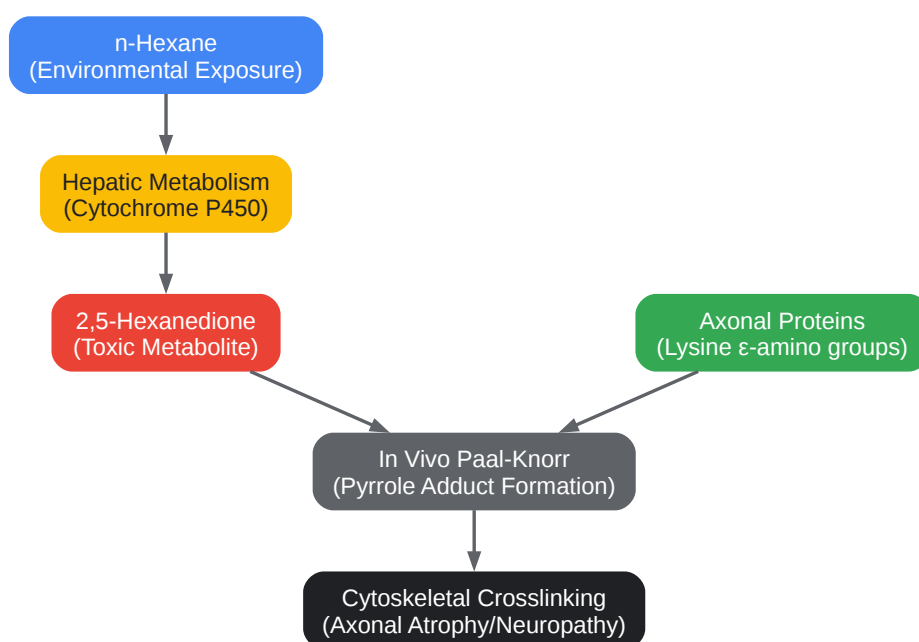 n-Hexane
(Environmental Exposure)
Hepatic Metabolism
(Cytochrome P450)
2,5-Hexanedione
(Toxic Metabolite)
Axonal Proteins
(Lysine ε-amino groups)
In Vivo Paal-Knorr
(Pyrrole Adduct Formation)
Cytoskeletal Crosslinking
(Axonal Atrophy/Neuropathy)